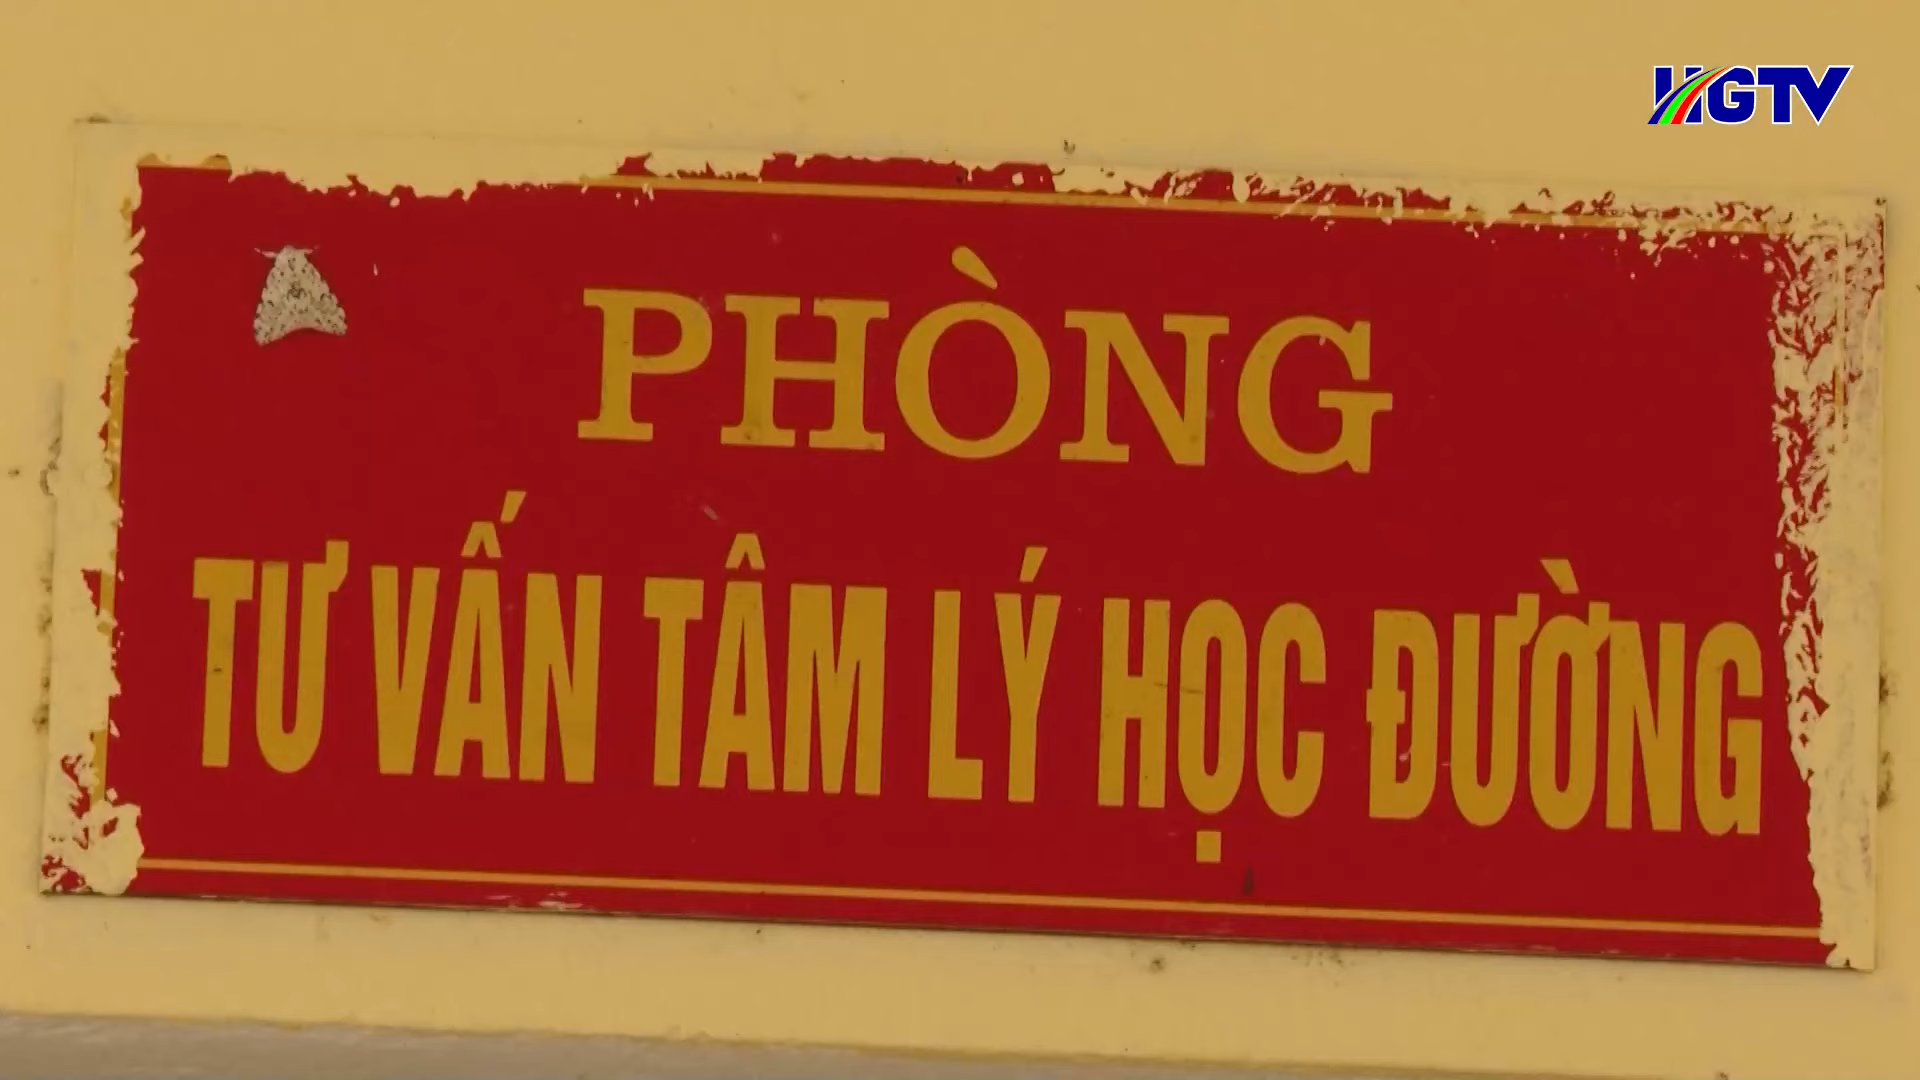 HGTV
PHÒNG
TƯ VẤN TÂM LÝ HỌC ĐƯỜNG